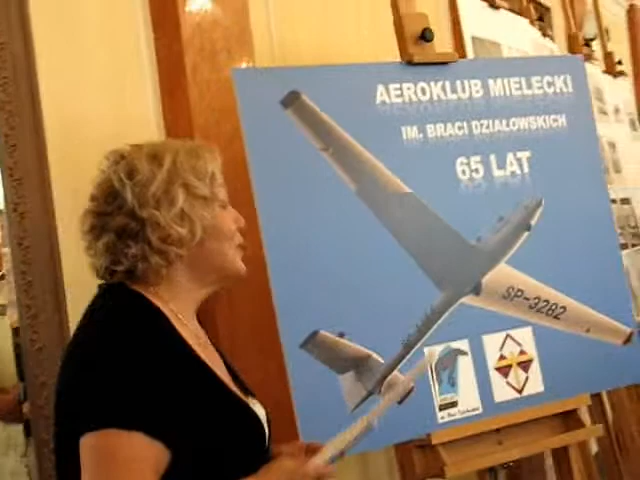 AEROKLUB MIELECKI
IM. BRACI DZIAŁOWSKICH
65 LAT
SP-3282